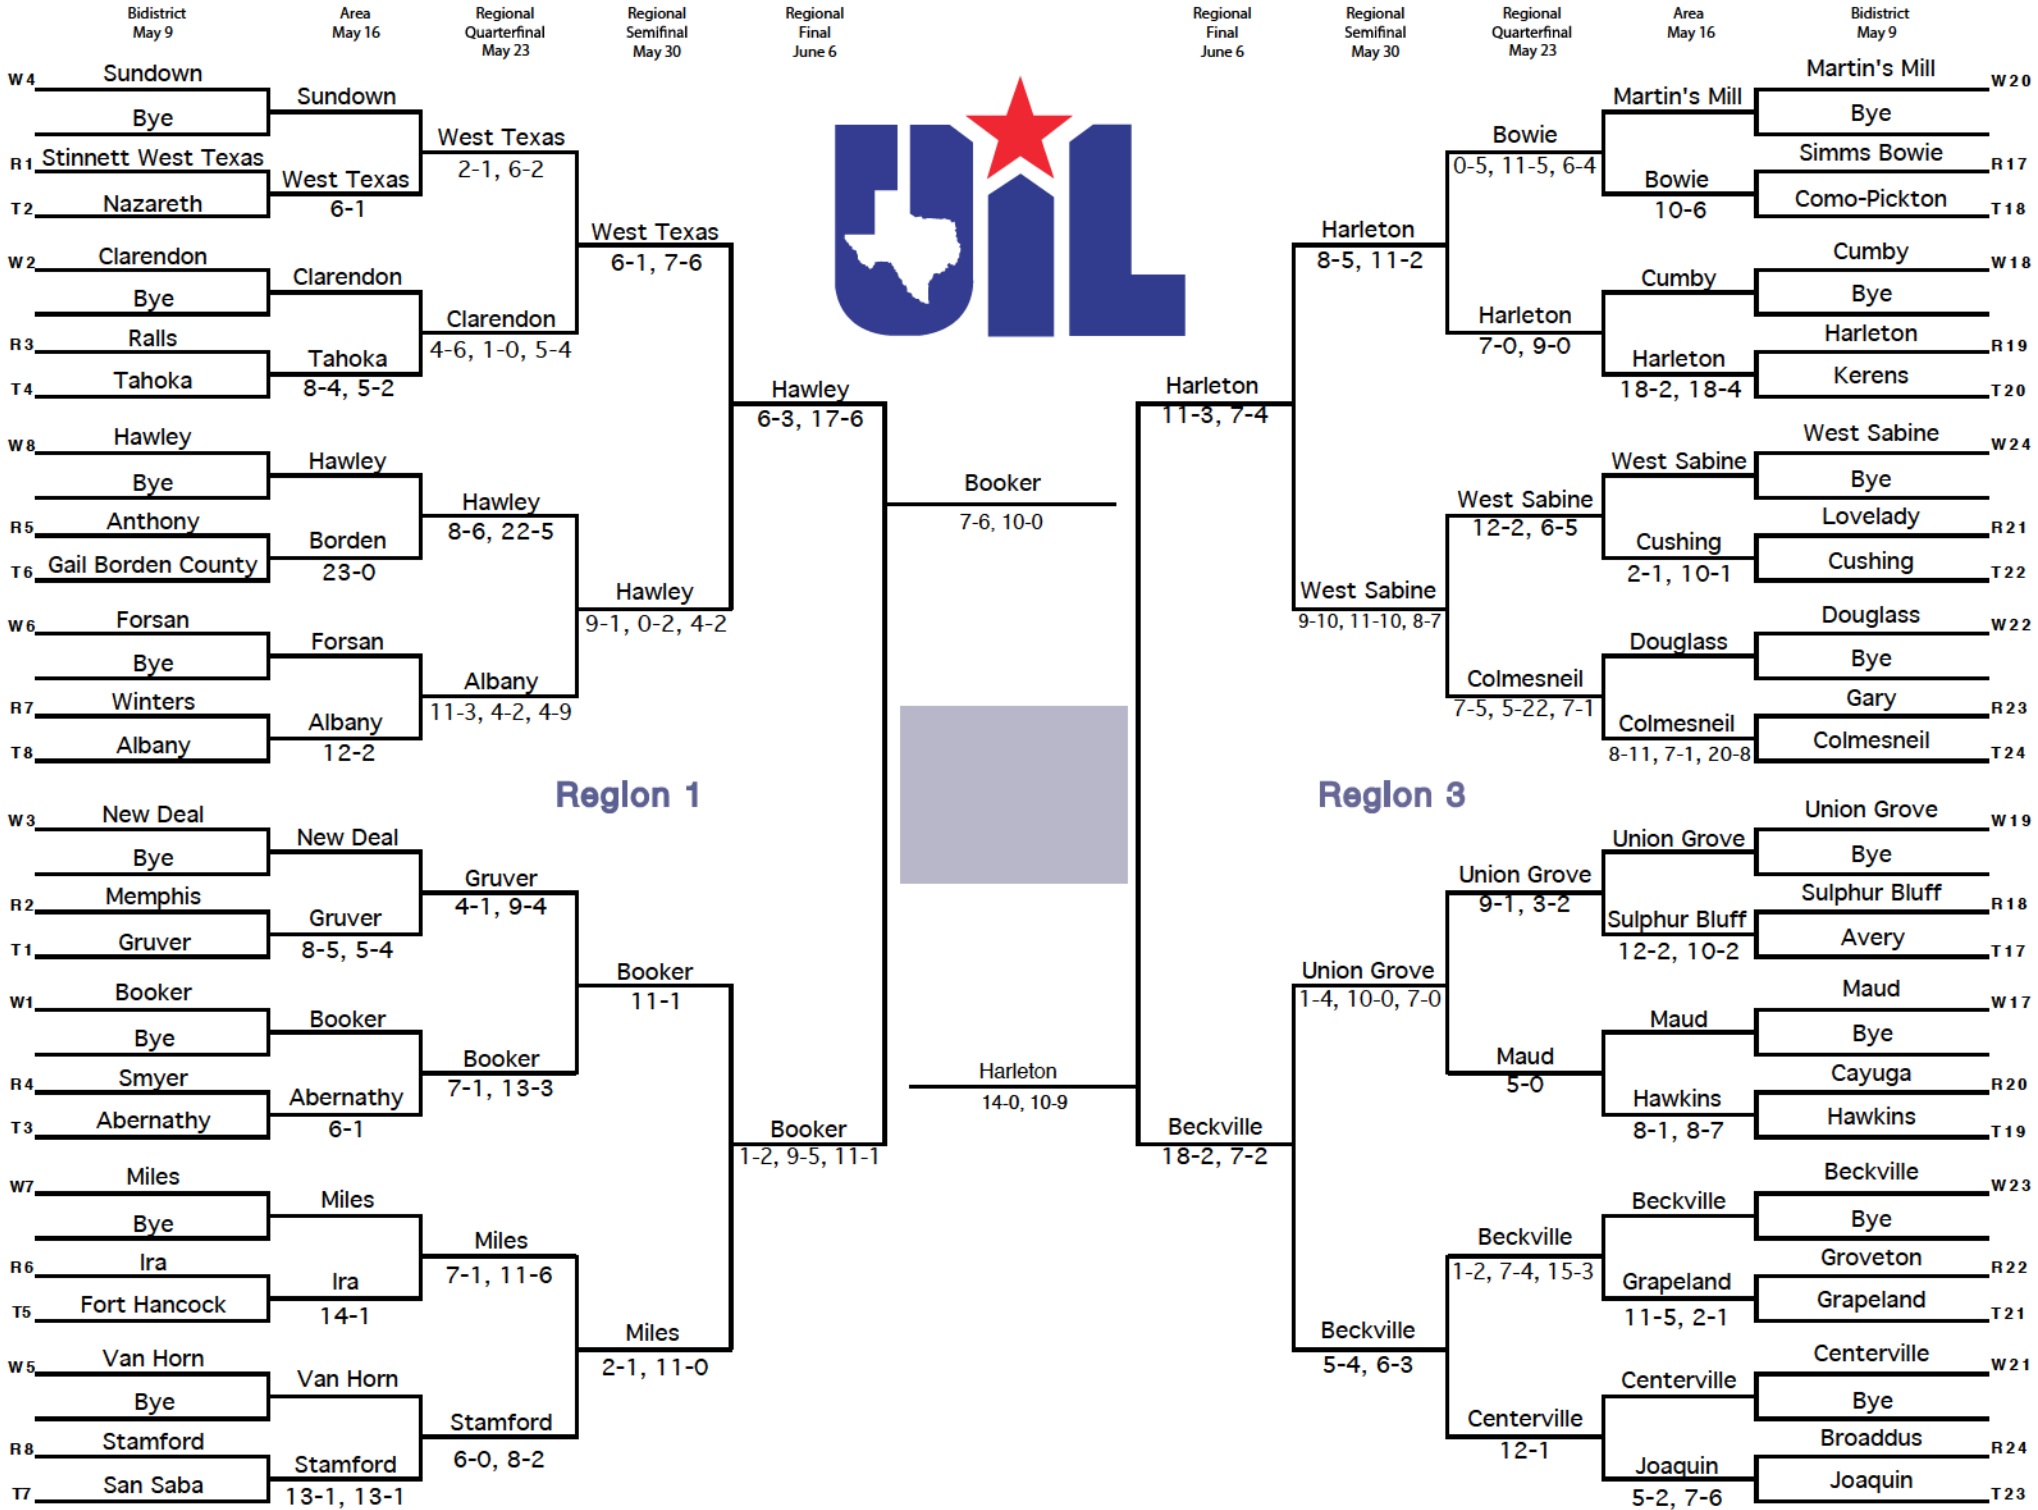 Bidistrict
May 9
Area
May 16
Regional
Quarterfinal
May 23
Regional
Semifinal
May 30
Regional
Final
June 6
Regional
Final
June 6
Regional
Semifinal
May 30
Regional
Quarterfinal
May 23
Area
May 16
Bidistrict
May 9
W4 Sundown
Bye
R1 Stinnett West Texas
T2 Nazareth
W2 Clarendon
Bye
R3 Ralls
T4 Tahoka
W8 Hawley
Bye
R5 Anthony
T6 Gail Borden County
W6 Forsan
Bye
R7 Winters
T8 Albany
W3 New Deal
Bye
R2 Memphis
T1 Gruver
W1 Booker
Bye
R4 Smyer
T3 Abernathy
W7 Miles
Bye
R6 Ira
T5 Fort Hancock
W5 Van Horn
Bye
R8 Stamford
T7 San Saba
Sundown
West Texas
6-1
Clarendon
Tahoka
8-4, 5-2
Hawley
Borden
23-0
Forsan
Albany
12-2
New Deal
Gruver
8-5, 5-4
Booker
Abernathy
6-1
Miles
Ira
14-1
Van Horn
Stamford
13-1, 13-1
West Texas
2-1, 6-2
Clarendon
4-6, 1-0, 5-4
Hawley
8-6, 22-5
Albany
11-3, 4-2, 4-9
Gruver
4-1, 9-4
Booker
7-1, 13-3
Miles
7-1, 11-6
Stamford
6-0, 8-2
West Texas
6-1, 7-6
Hawley
9-1, 0-2, 4-2
Region 1
Booker
11-1
Miles
2-1, 11-0
Hawley
6-3, 17-6
Booker
1-2, 9-5, 11-1
UIL
Booker
7-6, 10-0
Harleton
14-0, 10-9
Harleton
11-3, 7-4
Beckville
18-2, 7-2
Harleton
8-5, 11-2
West Sabine
9-10, 11-10, 8-7
Region 3
Union Grove
1-4, 10-0, 7-0
Beckville
5-4, 6-3
Bowie
0-5, 11-5, 6-4
Harleton
7-0, 9-0
West Sabine
12-2, 6-5
Colmesneil
7-5, 5-22, 7-1
Union Grove
9-1, 3-2
Maud
5-0
Beckville
1-2, 7-4, 15-3
Centerville
12-1
Martin's Mill
Bowie
10-6
Cumby
Harleton
18-2, 18-4
West Sabine
Cushing
2-1, 10-1
Douglass
Colmesneil
8-11, 7-1, 20-8
Union Grove
Sulphur Bluff
12-2, 10-2
Maud
Hawkins
8-1, 8-7
Beckville
Grapeland
11-5, 2-1
Centerville
Joaquin
5-2, 7-6
Martin's Mill W20
Bye
Simms Bowie R17
Como-Pickton T18
Cumby W18
Bye
Harleton R19
Kerens T20
West Sabine W24
Bye
Lovelady R21
Cushing T22
Douglass W22
Bye
Gary R23
Colmesneil T24
Union Grove W19
Bye
Sulphur Bluff R18
Avery T17
Maud W17
Bye
Cayuga R20
Hawkins T19
Beckville W23
Bye
Groveton R22
Grapeland T21
Centerville W21
Bye
Broaddus R24
Joaquin T23